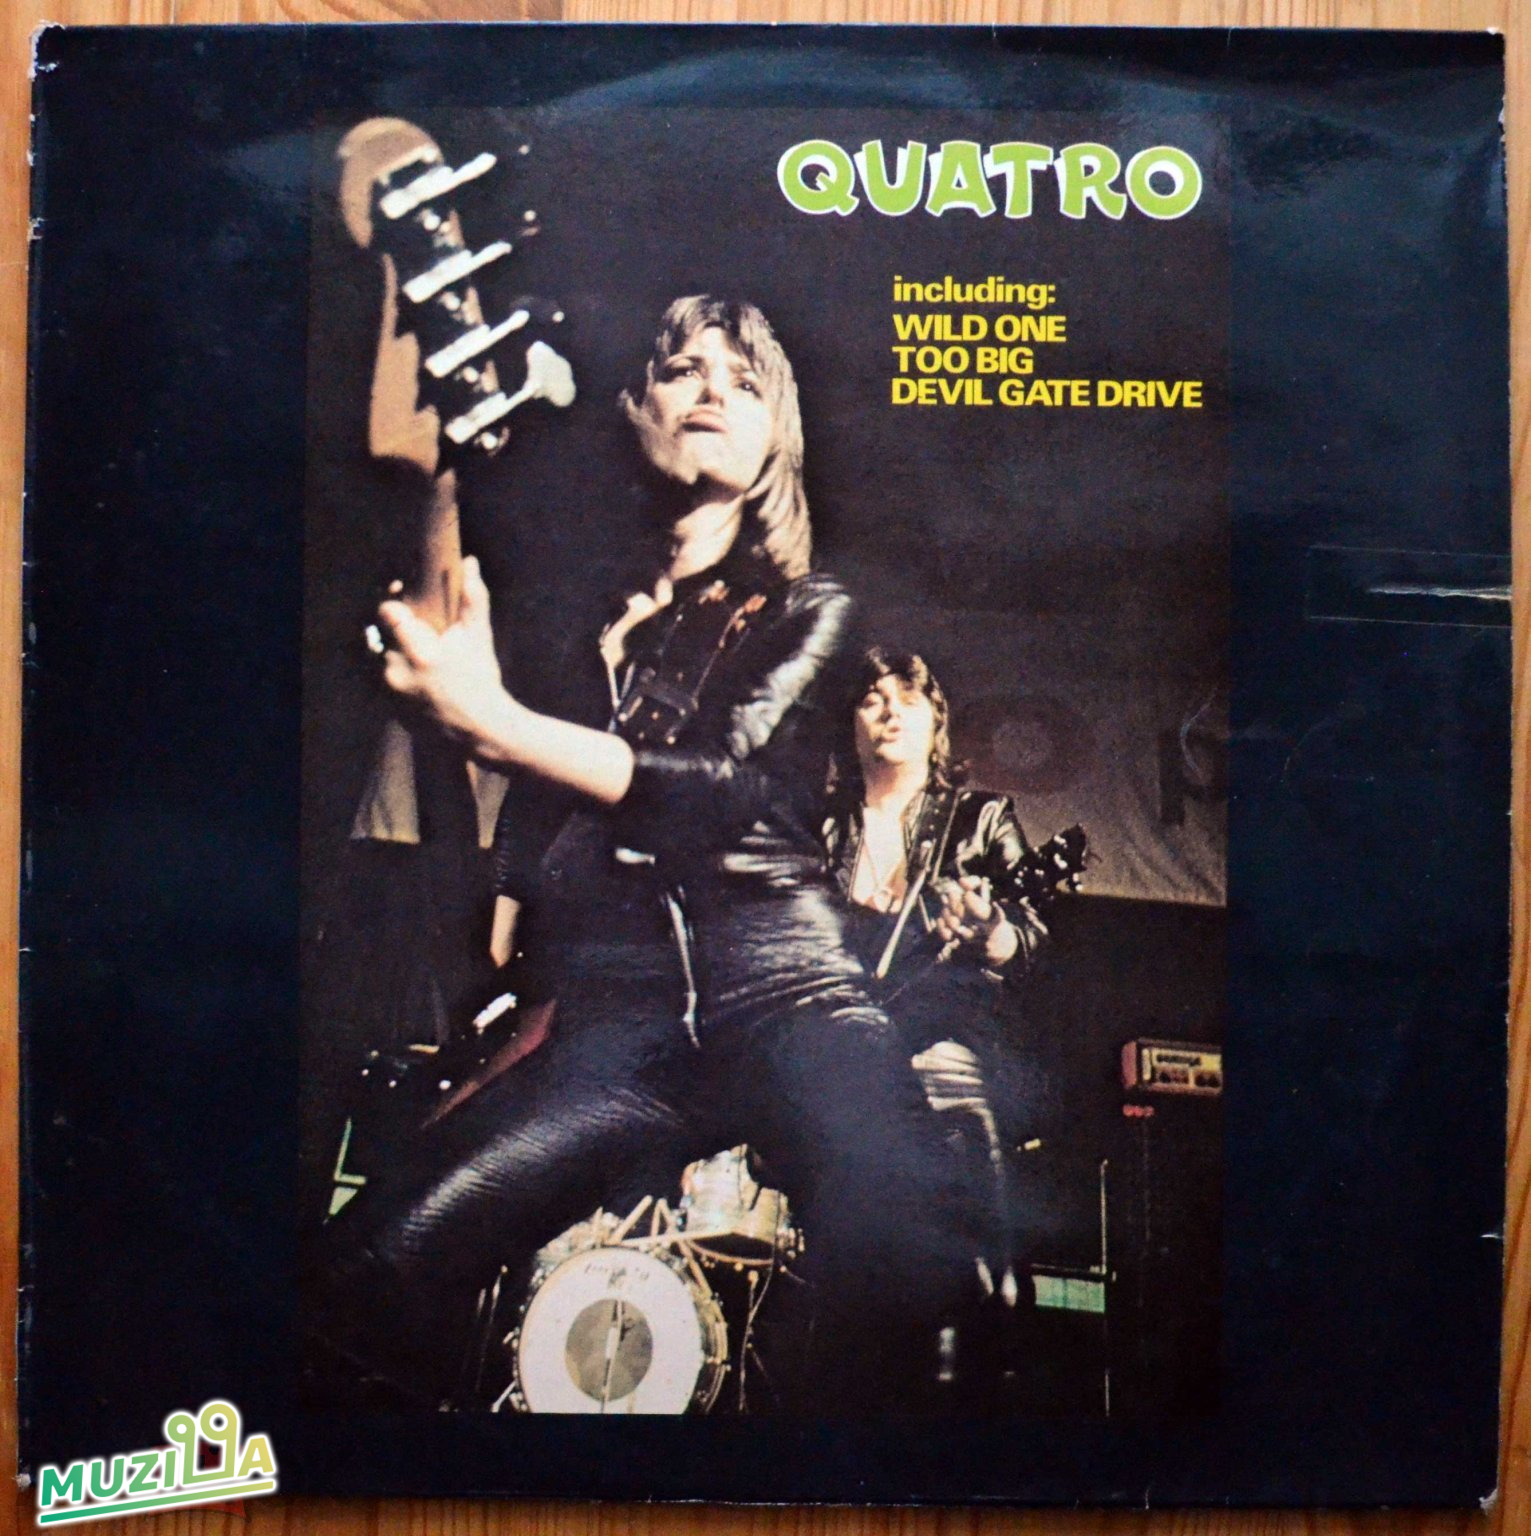 QUATRO
including:
WILD ONE
TOO BIG
DEVIL GATE DRIVE
MUZILLA